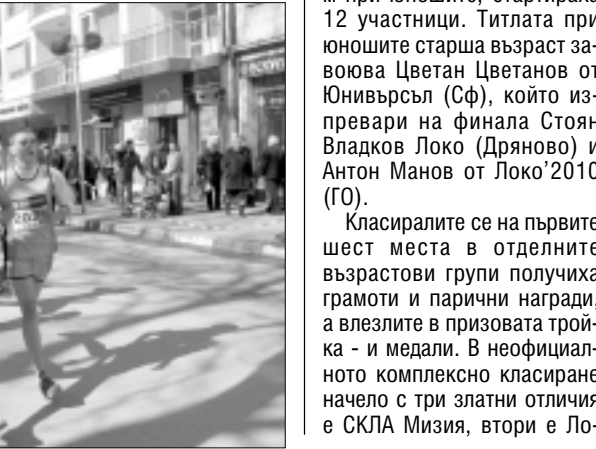 м при юношите, стартираха
12 участници. Титлата при
юношите старша възраст за-
воюва Цветан Цветанов от
Юнивърсъл (Сф), който из-
превари на финала Стоян
Владков Локо (Дряново) и
Антон Манов от Локо’2010
(ГО).
Класиралите се на първите
шест места в отделните
възрастови групи получиха
грамоти и парични награди,
а влезлите в призовата трой-
ка - и медали. В неофициал-
ното комплексно класиране
начело с три златни отличия
е СКЛА Мизия, втори е Ло-